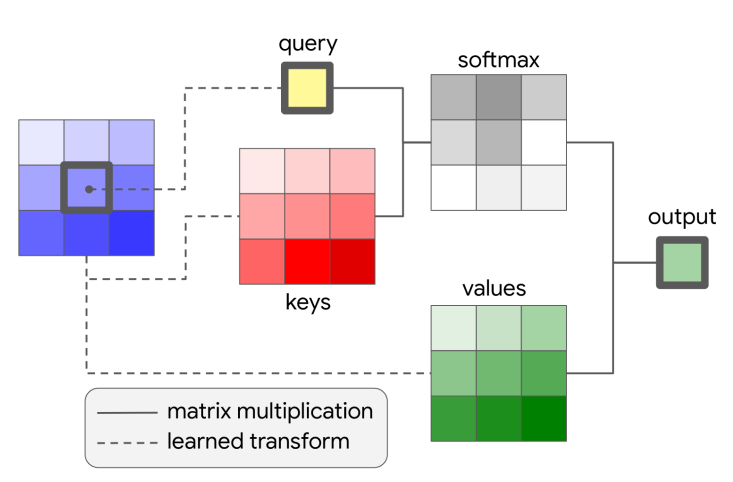 query
softmax
keys
output
values
matrix multiplication
learned transform